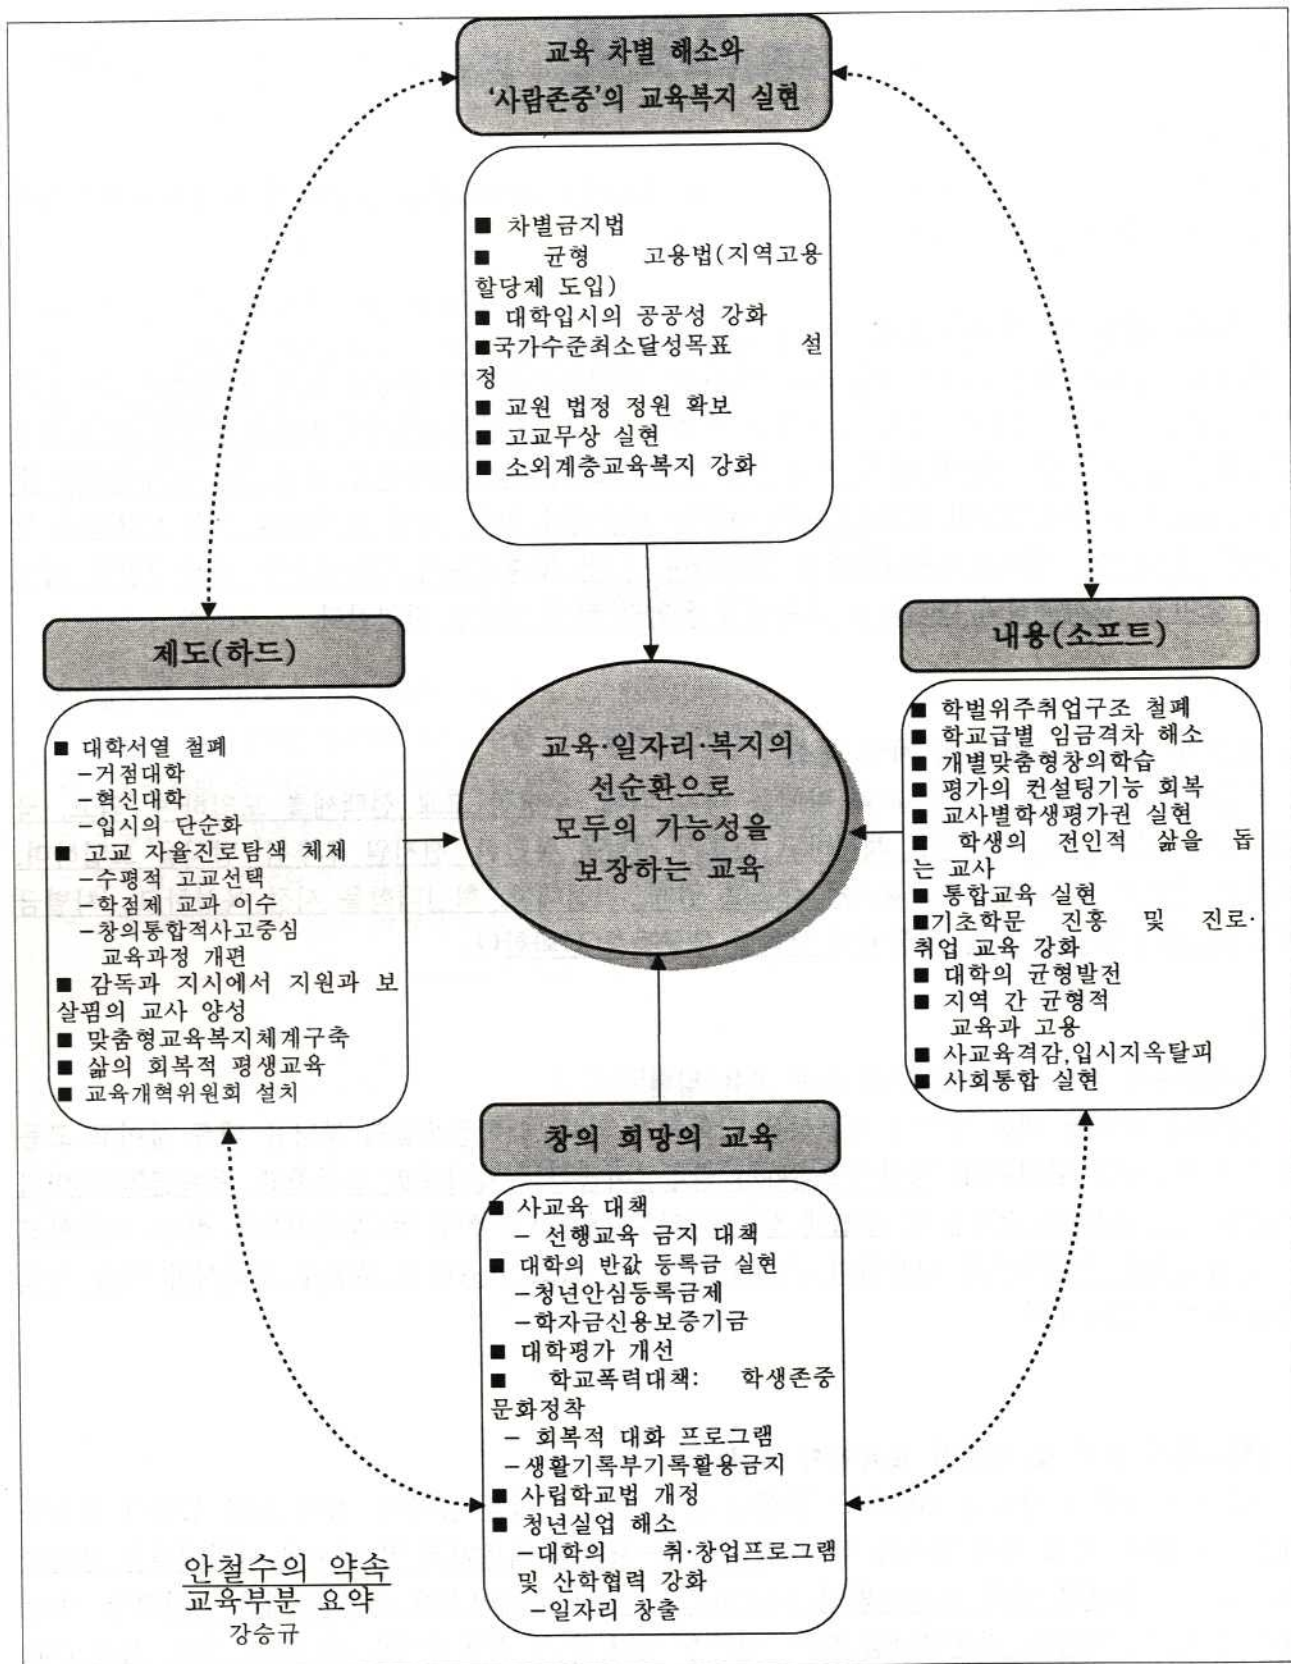 교육 차별 해소와
'사람존중'의 교육복지 실현
■ 차별금지법
■ 균형 고용법(지역고용
할당제 도입)
■ 대학입시의 공공성 강화
■국가수준최소달성목표 설
정
■ 교원 법정 정원 확보
■ 고교무상 실현
■ 소외계층교육복지 강화
제도(하드)
■ 대학서열 철폐
-거점대학
-혁신대학
-입시의 단순화
■ 고교 자율진로탐색 체제
-수평적 고교선택
-학점제 교과 이수
-창의통합적사고중심
교육과정 개편
■ 감독과 지시에서 지원과 보
살핌의 교사 양성
■ 맞춤형교육복지체계구축
■ 삶의 회복적 평생교육
■ 교육개혁위원회 설치
교육·일자리·복지의
선순환으로
모두의 가능성을
보장하는 교육
내용(소프트)
■ 학벌위주취업구조 철폐
■ 학교급별 임금격차 해소
■ 개별맞춤형창의학습
■ 평가의 컨설팅기능 회복
■ 교사별학생평가권 실현
■ 학생의 전인적 삶을 돕
는 교사
■ 통합교육 실현
■기초학문 진흥 및 진로·
취업 교육 강화
■ 대학의 균형발전
■ 지역 간 균형적
교육과 고용
■ 사교육격감,입시지옥탈피
■ 사회통합 실현
창의 희망의 교육
■ 사교육 대책
- 선행교육 금지 대책
■ 대학의 반값 등록금 실현
-청년안심등록금제
-학자금신용보증기금
■ 대학평가 개선
■ 학교폭력대책: 학생존중
문화정착
- 회복적 대화 프로그램
-생활기록부기록활용금지
■ 사립학교법 개정
■ 청년실업 해소
-대학의 취·창업프로그램
및 산학협력 강화
-일자리 창출
안철수의 약속
교육부분 요약
강승규